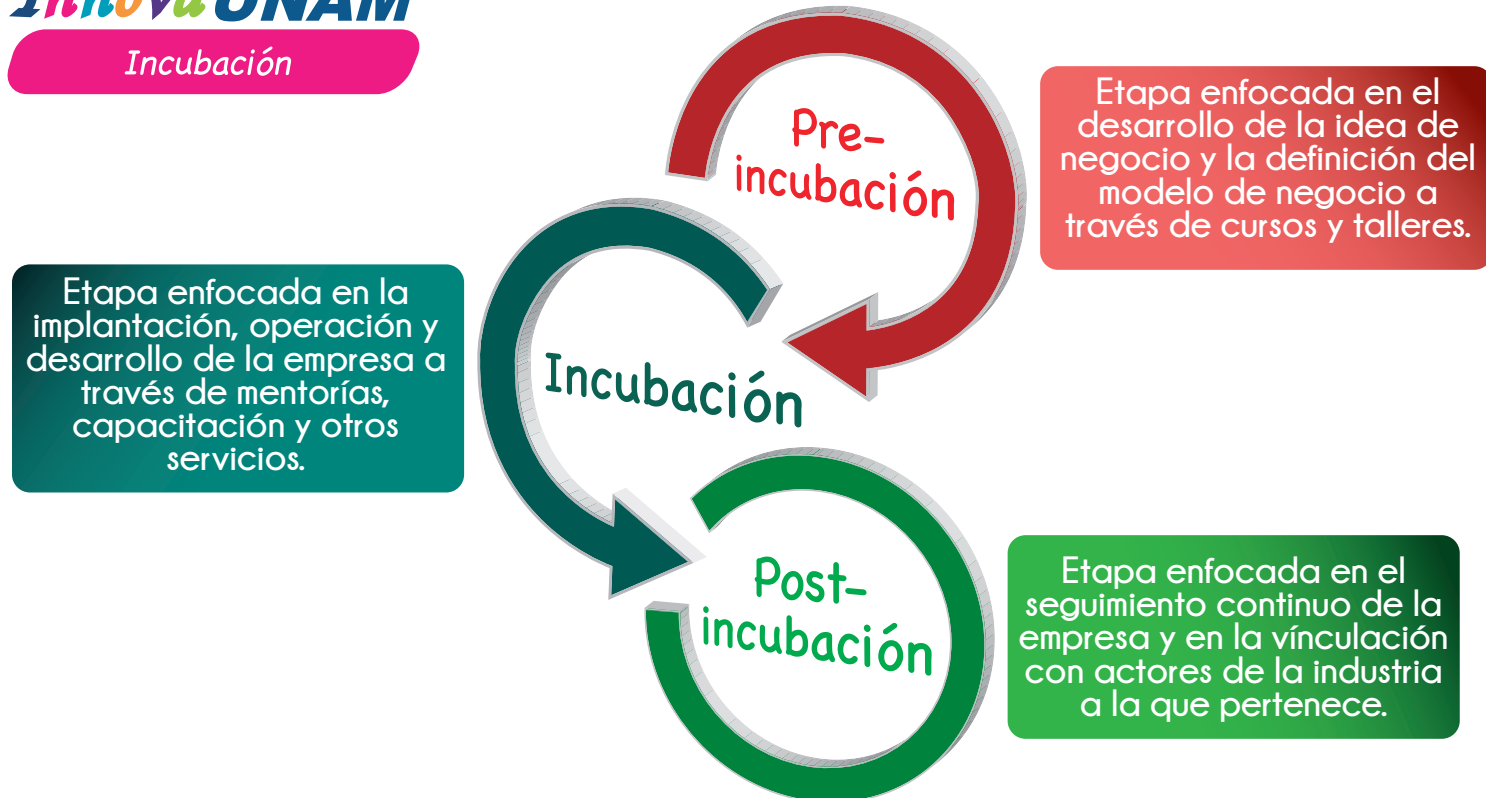 Innova UNAM
Incubación
Pre-
incubación
Etapa enfocada en el
desarrollo de la idea de
negocio y la definición del
modelo de negocio a
través de cursos y talleres.
Incubación
Etapa enfocada en la
implantación, operación y
desarrollo de la empresa a
través de mentorías,
capacitación y otros
servicios.
Post-
incubación
Etapa enfocada en el
seguimiento continuo de la
empresa y en la vínculación
con actores de la industria
a la que pertenece.